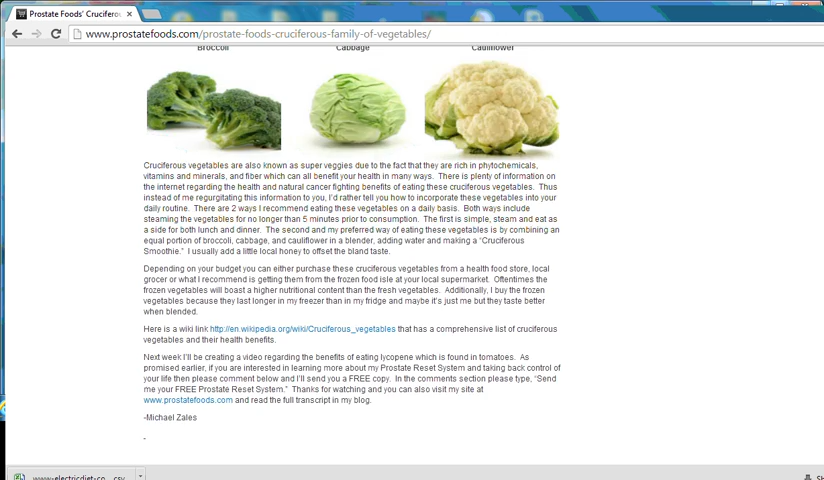 Prostate Foods' Crucifero
www.prostatefoods.com/prostate-foods-cruciferous-family-of-vegetables/
Broccoli Cabbage Cauliflower
Cruciferous vegetables are also known as super veggies due to the fact that they are rich in phytochemicals,
vitamins and minerals, and fiber which can all benefit your health in many ways. There is plenty of information on
the internet regarding the health and natural cancer fighting benefits of eating these cruciferous vegetables. Thus
instead of me regurgitating this information to you, I'd rather tell you how to incorporate these vegetables into your
daily routine. There are 2 ways I recommend eating these vegetables on a daily basis. Both ways include
steaming the vegetables for no longer than 5 minutes prior to consumption. The first is simple, steam and eat as
a side for both lunch and dinner. The second and my preferred way of eating these vegetables is by combining an
equal portion of broccoli, cabbage, and cauliflower in a blender, adding water and making a "Cruciferous
Smoothie." I usually add a little local honey to offset the bland taste.
Depending on your budget you can either purchase these cruciferous vegetables from a health food store, local
grocer or what I recommend is getting them from the frozen food isle at your local supermarket. Oftentimes the
frozen vegetables will boast a higher nutritional content than the fresh vegetables. Additionally, I buy the frozen
vegetables because they last longer in my freezer than in my fridge and maybe it's just me but they taste better
when blended.
Here is a wiki link http://en.wikipedia.org/wiki/Cruciferous_vegetables that has a comprehensive list of cruciferous
vegetables and their health benefits.
Next week I'll be creating a video regarding the benefits of eating lycopene which is found in tomatoes. As
promised earlier, if you are interested in learning more about my Prostate Reset System and taking back control of
your life then please comment below and I'll send you a FREE copy. In the comments section please type, "Send
me your FREE Prostate Reset System." Thanks for watching and you can also visit my site at
www.prostatefoods.com and read the full transcript in my blog.
-Michael Zales
-
www-electricdiet-co....csv